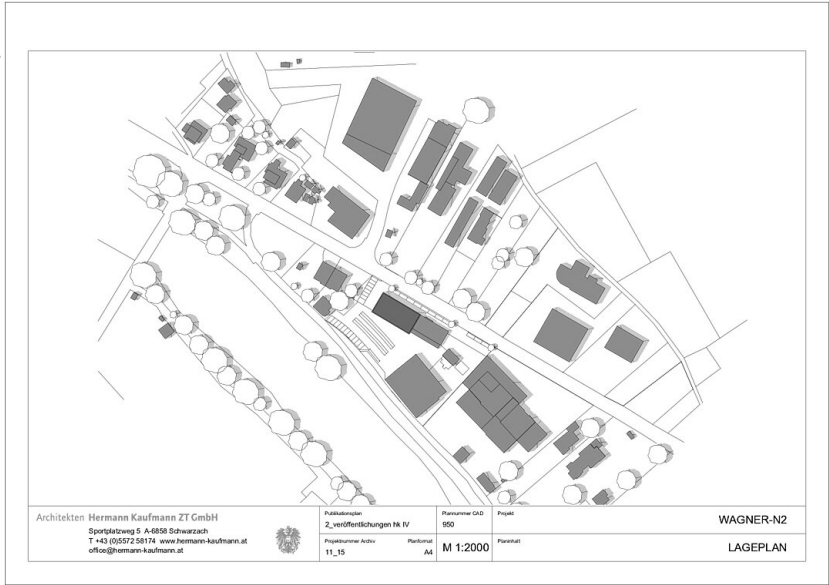 Architekten Hermann Kaufmann ZT GmbH
Sportplatzweg 5 A-6858 Schwarzach
T +43 (0)5572 58174 www.hermann-kaufmann.at
office@hermann-kaufmann.at
Publikationsplan
2_veröffentlichungen hk IV
Projektnummer Archiv Planformat
11_15 A4
Plannummer CAD
950
M 1:2000
Projekt
WAGNER-N2
Planinhalt
LAGEPLAN